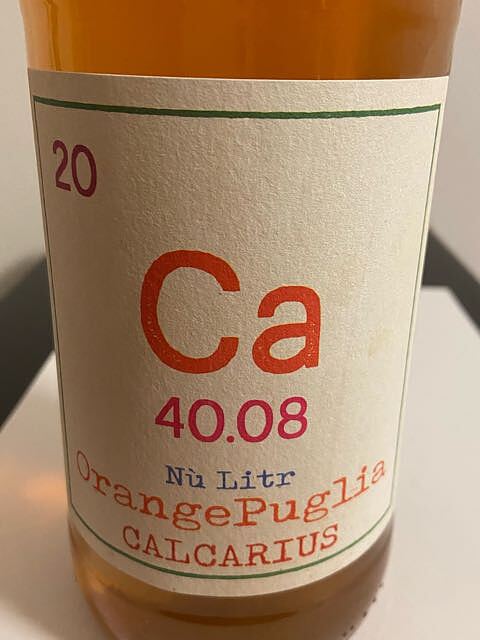 20
Ca
40.08
Nù Litr
OrangePuglia
CALCARIUS